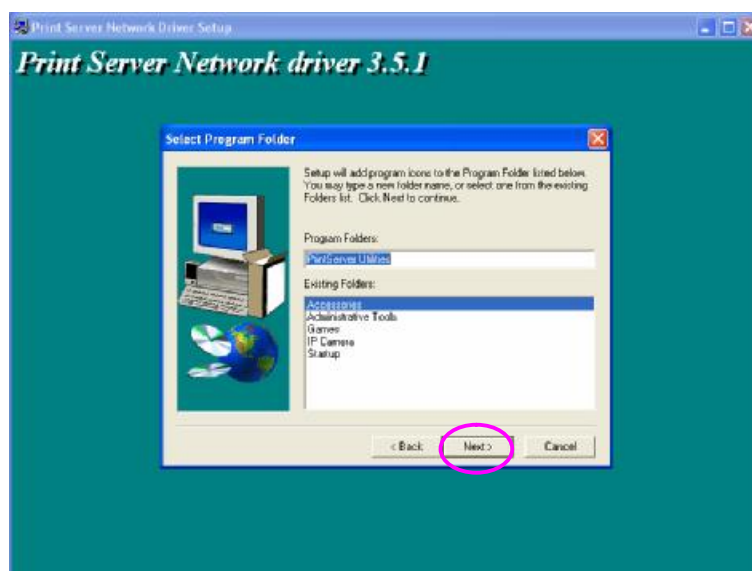 Print Server Network Driver Setup
Print Server Network driver 3.5.1
Select Program Folder
Setup will add program icons to the Program Folder listed below.
You may type a new folder name, or select one from the existing
Folders list. Click Next to continue.
Program Folders:
PrintServer Utilities
Existing Folders:
Accessories
Administrative Tools
Games
IP Camera
Startup
< Back
Next >
Cancel